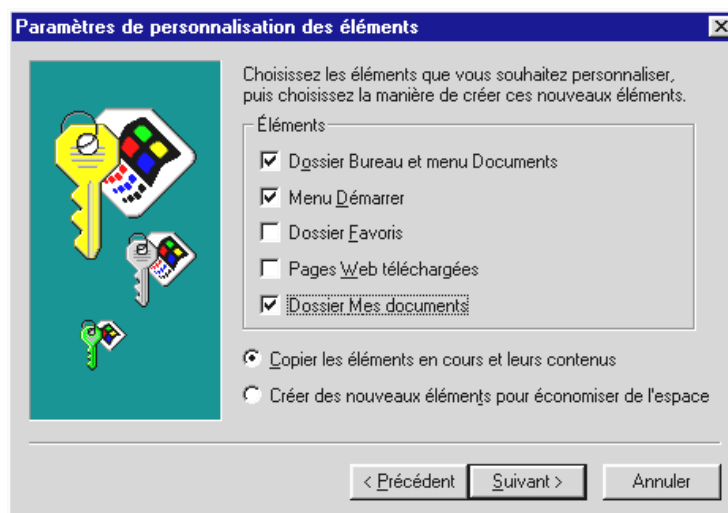 Paramètres de personnalisation des éléments
Choisissez les éléments que vous souhaitez personnaliser,
puis choisissez la manière de créer ces nouveaux éléments.
Éléments
Dossier Bureau et menu Documents
Menu Démarrer
Dossier Favoris
Pages Web téléchargées
Dossier Mes documents
Copier les éléments en cours et leurs contenus
Créer des nouveaux éléments pour économiser de l'espace
< Précédent
Suivant >
Annuler